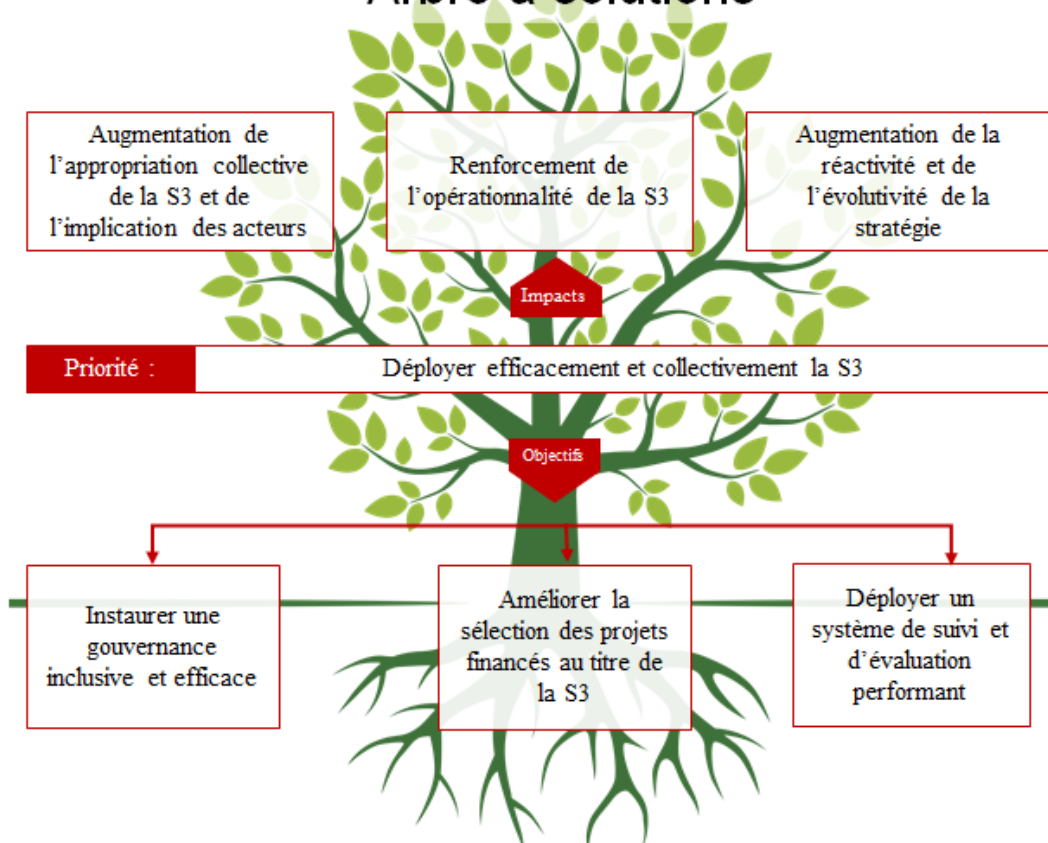 Arbre à solutions
Augmentation de
l'appropriation collective
de la S3 et de
l'implication des acteurs
Renforcement de
l'opérationnalité de la S3
Augmentation de la
réactivité et de
l'évolutivité de la
stratégie
Impacts
Priorité :
Déployer efficacement et collectivement la S3
Objectifs
Instaurer une
gouvernance
inclusive et efficace
Améliorer la
sélection des projets
financés au titre de
la S3
Déployer un
système de suivi et
d'évaluation
performant